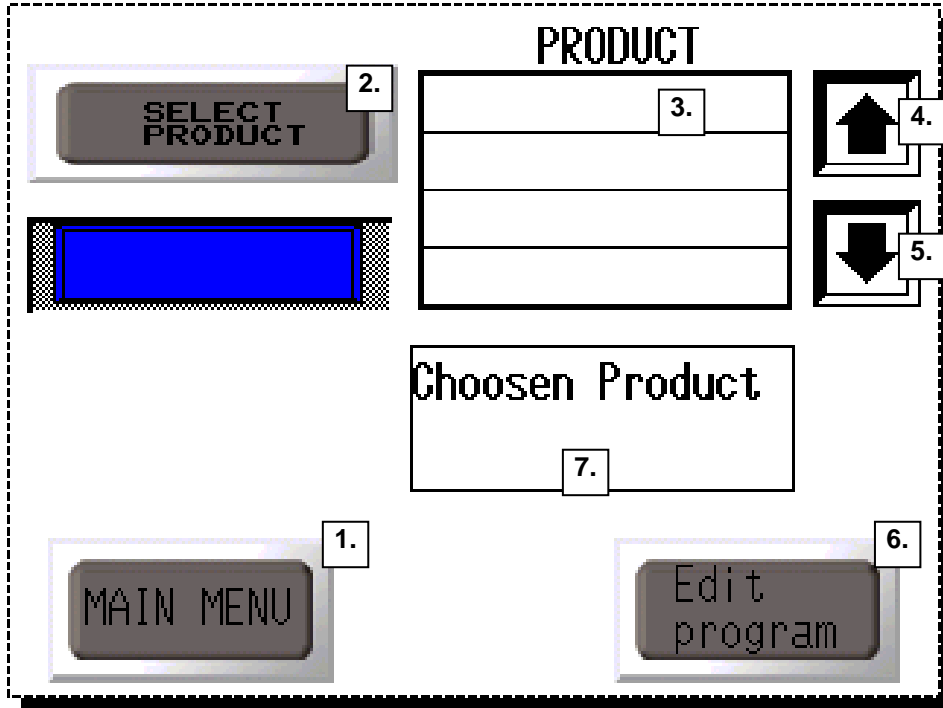 PRODUCT
2.
SELECT
PRODUCT
3.
4.
5.
Choosen Product
7.
1.
MAIN MENU
6.
Edit
program